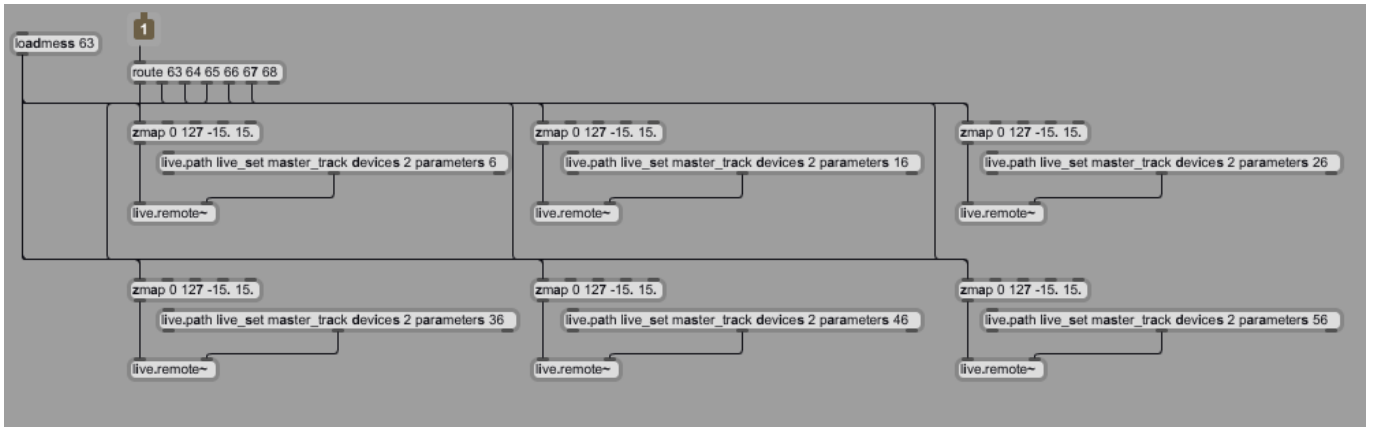 1
loadmess 63
route 63 64 65 66 67 68
zmap 0 127 -15. 15.
zmap 0 127 -15. 15.
zmap 0 127 -15. 15.
live.path live_set master_track devices 2 parameters 6
live.path live_set master_track devices 2 parameters 16
live.path live_set master_track devices 2 parameters 26
live.remote~
live.remote~
live.remote~
zmap 0 127 -15. 15.
zmap 0 127 -15. 15.
zmap 0 127 -15. 15.
live.path live_set master_track devices 2 parameters 36
live.path live_set master_track devices 2 parameters 46
live.path live_set master_track devices 2 parameters 56
live.remote~
live.remote~
live.remote~